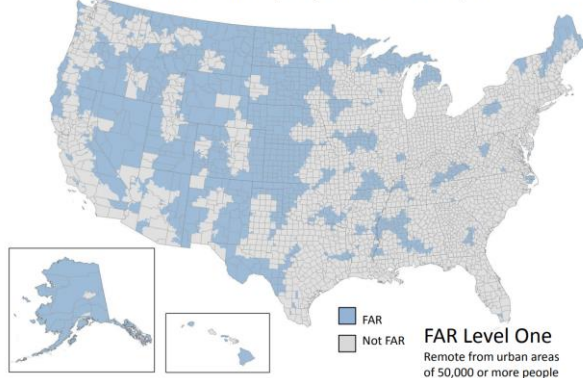 FAR
Not FAR
FAR Level One
Remote from urban areas
of 50,000 or more people